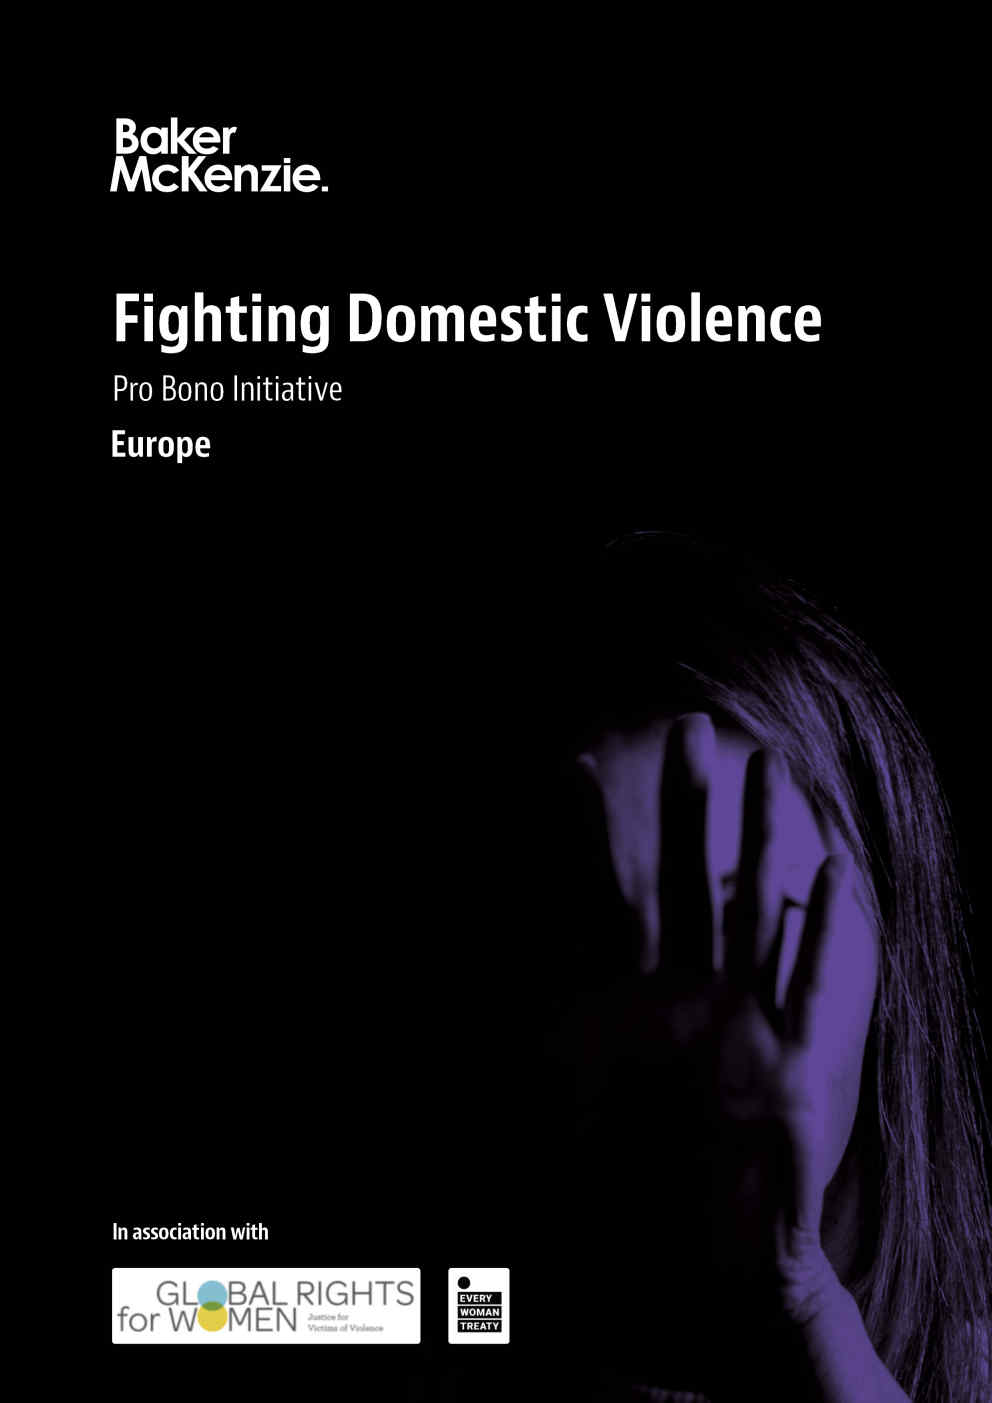 Baker
McKenzie.
Fighting Domestic Violence
Pro Bono Initiative
Europe
In association with
GLOBAL RIGHTS
for WOMEN
Justice for
Victims of Violence
EVERY
WOMAN
TREATY